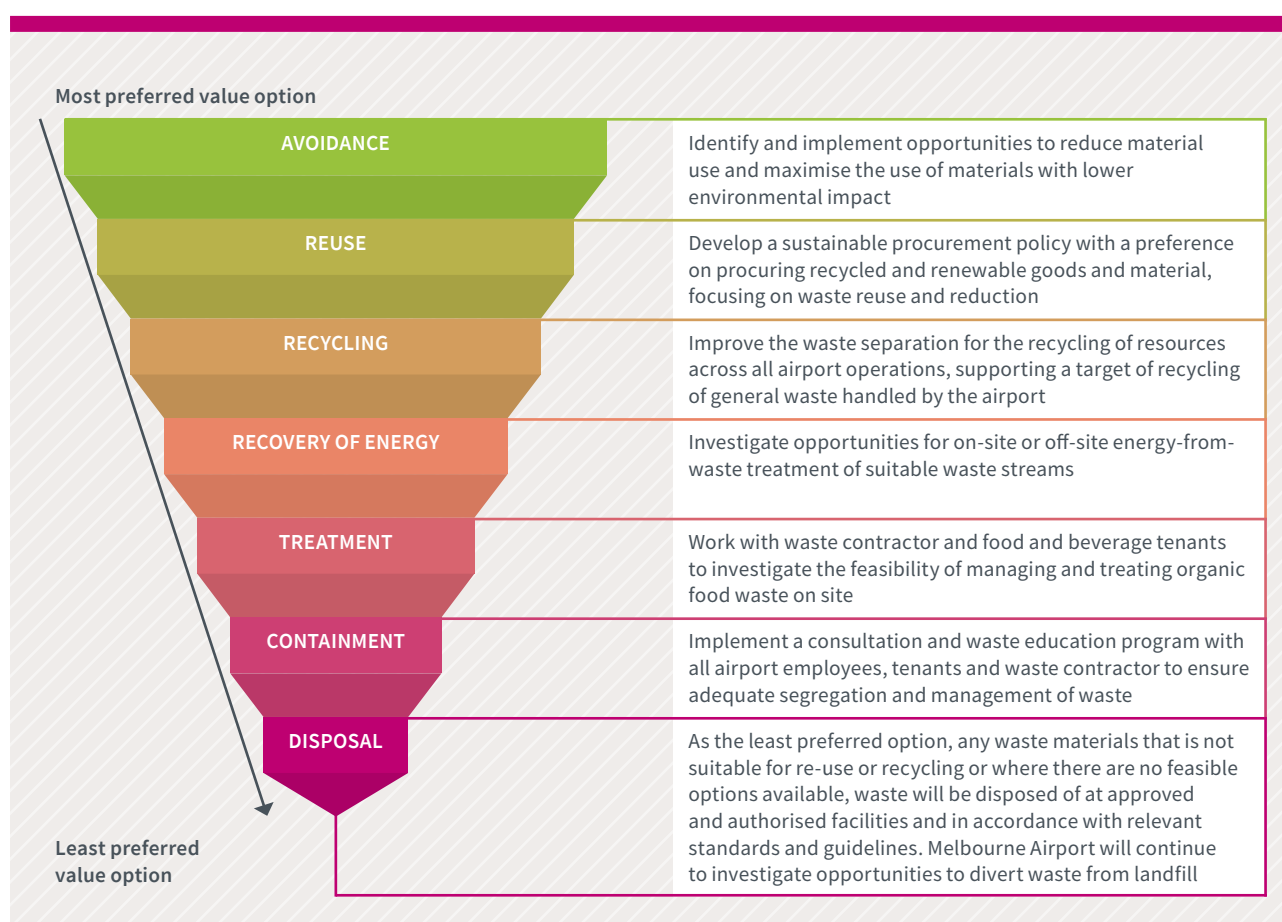 Most preferred value option
AVOIDANCE
Identify and implement opportunities to reduce material
use and maximise the use of materials with lower
environmental impact
REUSE
Develop a sustainable procurement policy with a preference
on procuring recycled and renewable goods and material,
focusing on waste reuse and reduction
RECYCLING
Improve the waste separation for the recycling of resources
across all airport operations, supporting a target of recycling
of general waste handled by the airport
RECOVERY OF ENERGY
Investigate opportunities for on-site or off-site energy-from-
waste treatment of suitable waste streams
TREATMENT
Work with waste contractor and food and beverage tenants
to investigate the feasibility of managing and treating organic
food waste on site
CONTAINMENT
Implement a consultation and waste education program with
all airport employees, tenants and waste contractor to ensure
adequate segregation and management of waste
DISPOSAL
As the least preferred option, any waste materials that is not
suitable for re-use or recycling or where there are no feasible
options available, waste will be disposed of at approved
and authorised facilities and in accordance with relevant
standards and guidelines. Melbourne Airport will continue
to investigate opportunities to divert waste from landfill
Least preferred
value option